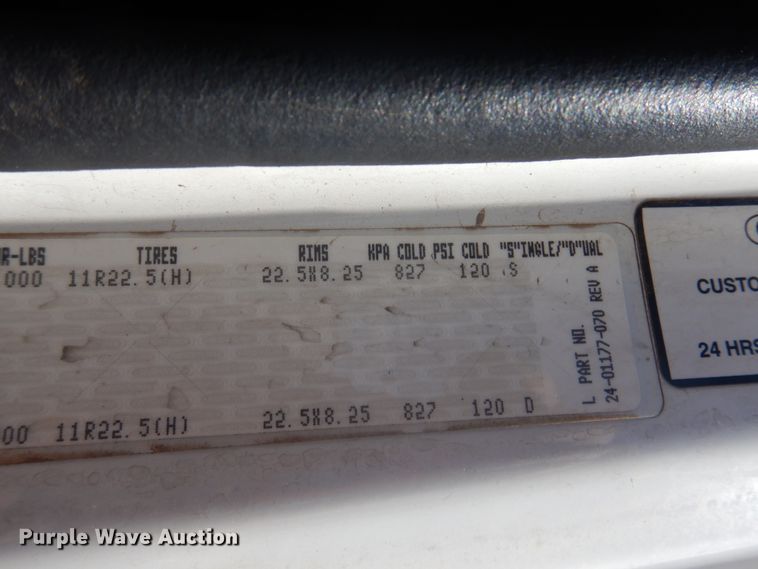 R-LBS TIRES RIMS KPA COLD PSI COLD "S"INGLE/"D"UAL
000 11R22.5(H) 22.5X8.25 827 120 S
00 11R22.5(H) 22.5X8.25 827 120 D
L PART NO.
24-01177-070 REV A
CUSTO
24 HRS
Purple Wave Auction